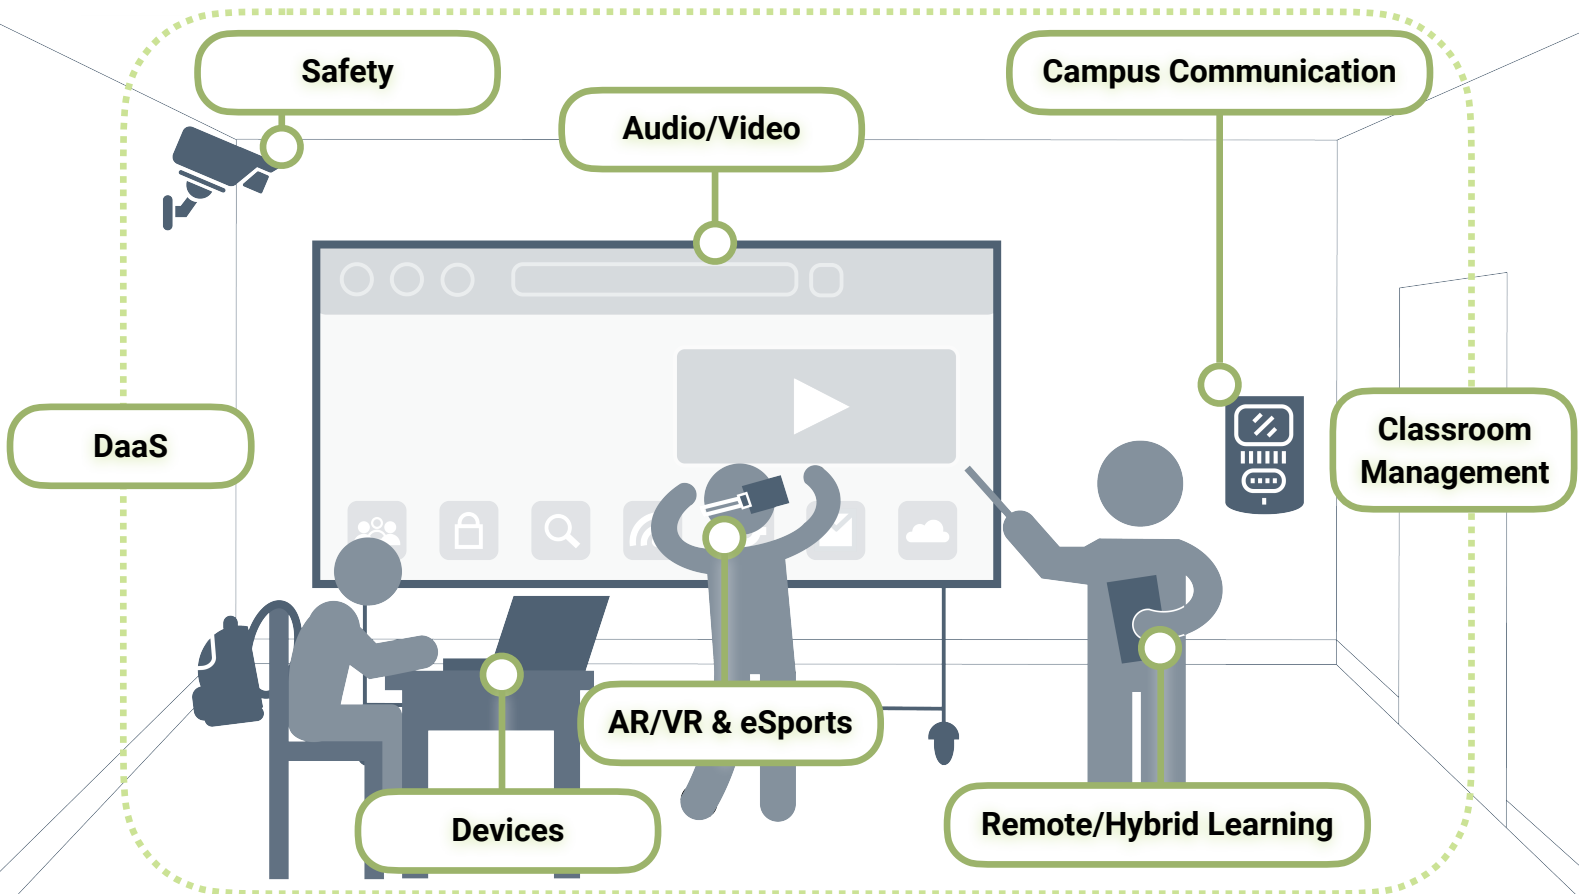 Safety
Campus Communication
Audio/Video
DaaS
Classroom
Management
AR/VR & eSports
Devices
Remote/Hybrid Learning